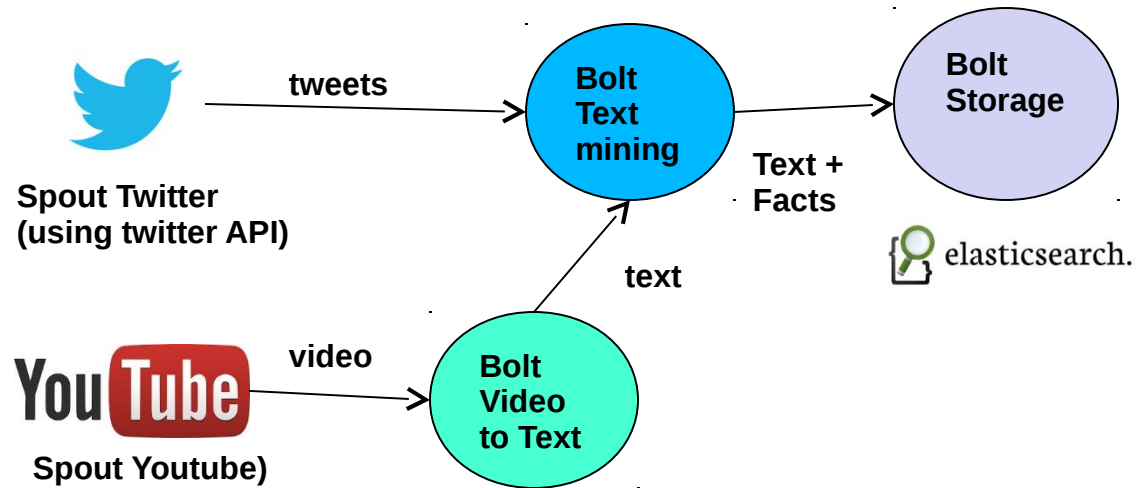 tweets
Bolt
Text
mining
Bolt
Storage
Spout Twitter
(using twitter API)
Text +
Facts
elasticsearch.
text
YouTube
video
Bolt
Video
to Text
Spout Youtube)